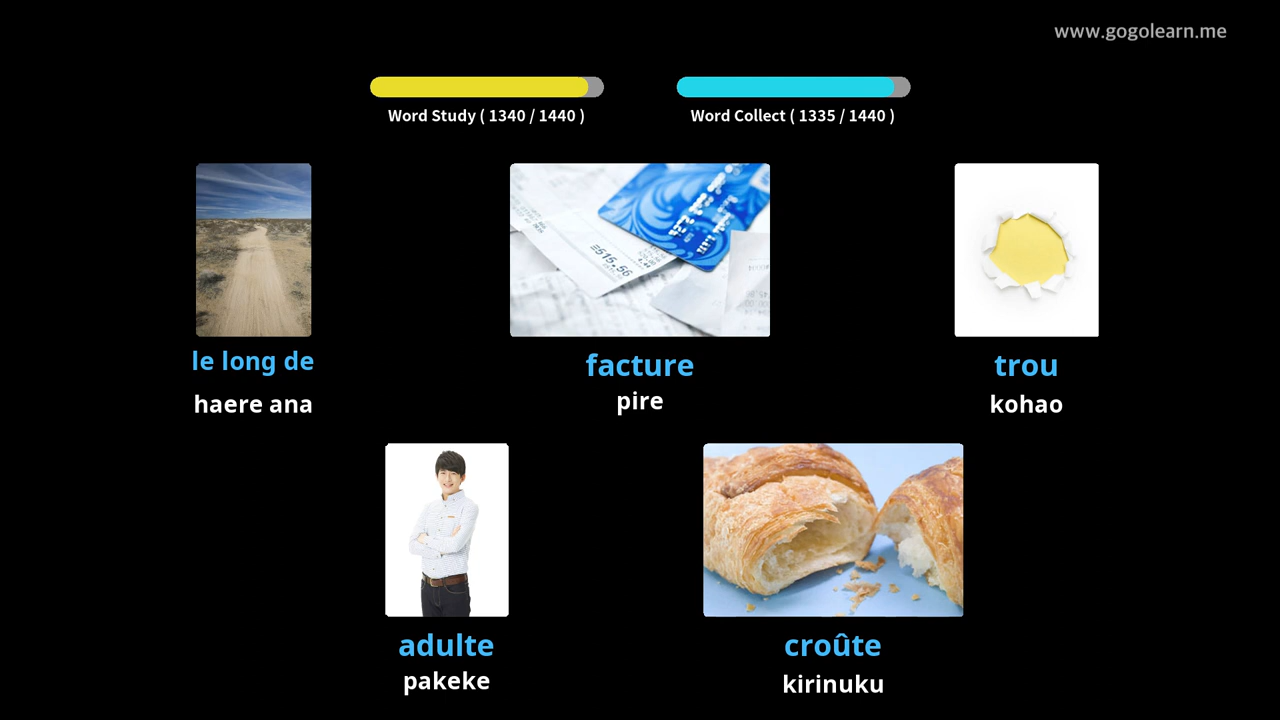 www.gogolearn.me
Word Study ( 1340 / 1440 )
Word Collect ( 1335 / 1440 )
le long de
haere ana
facture
pire
trou
kohao
adulte
pakeke
croûte
kirinuku